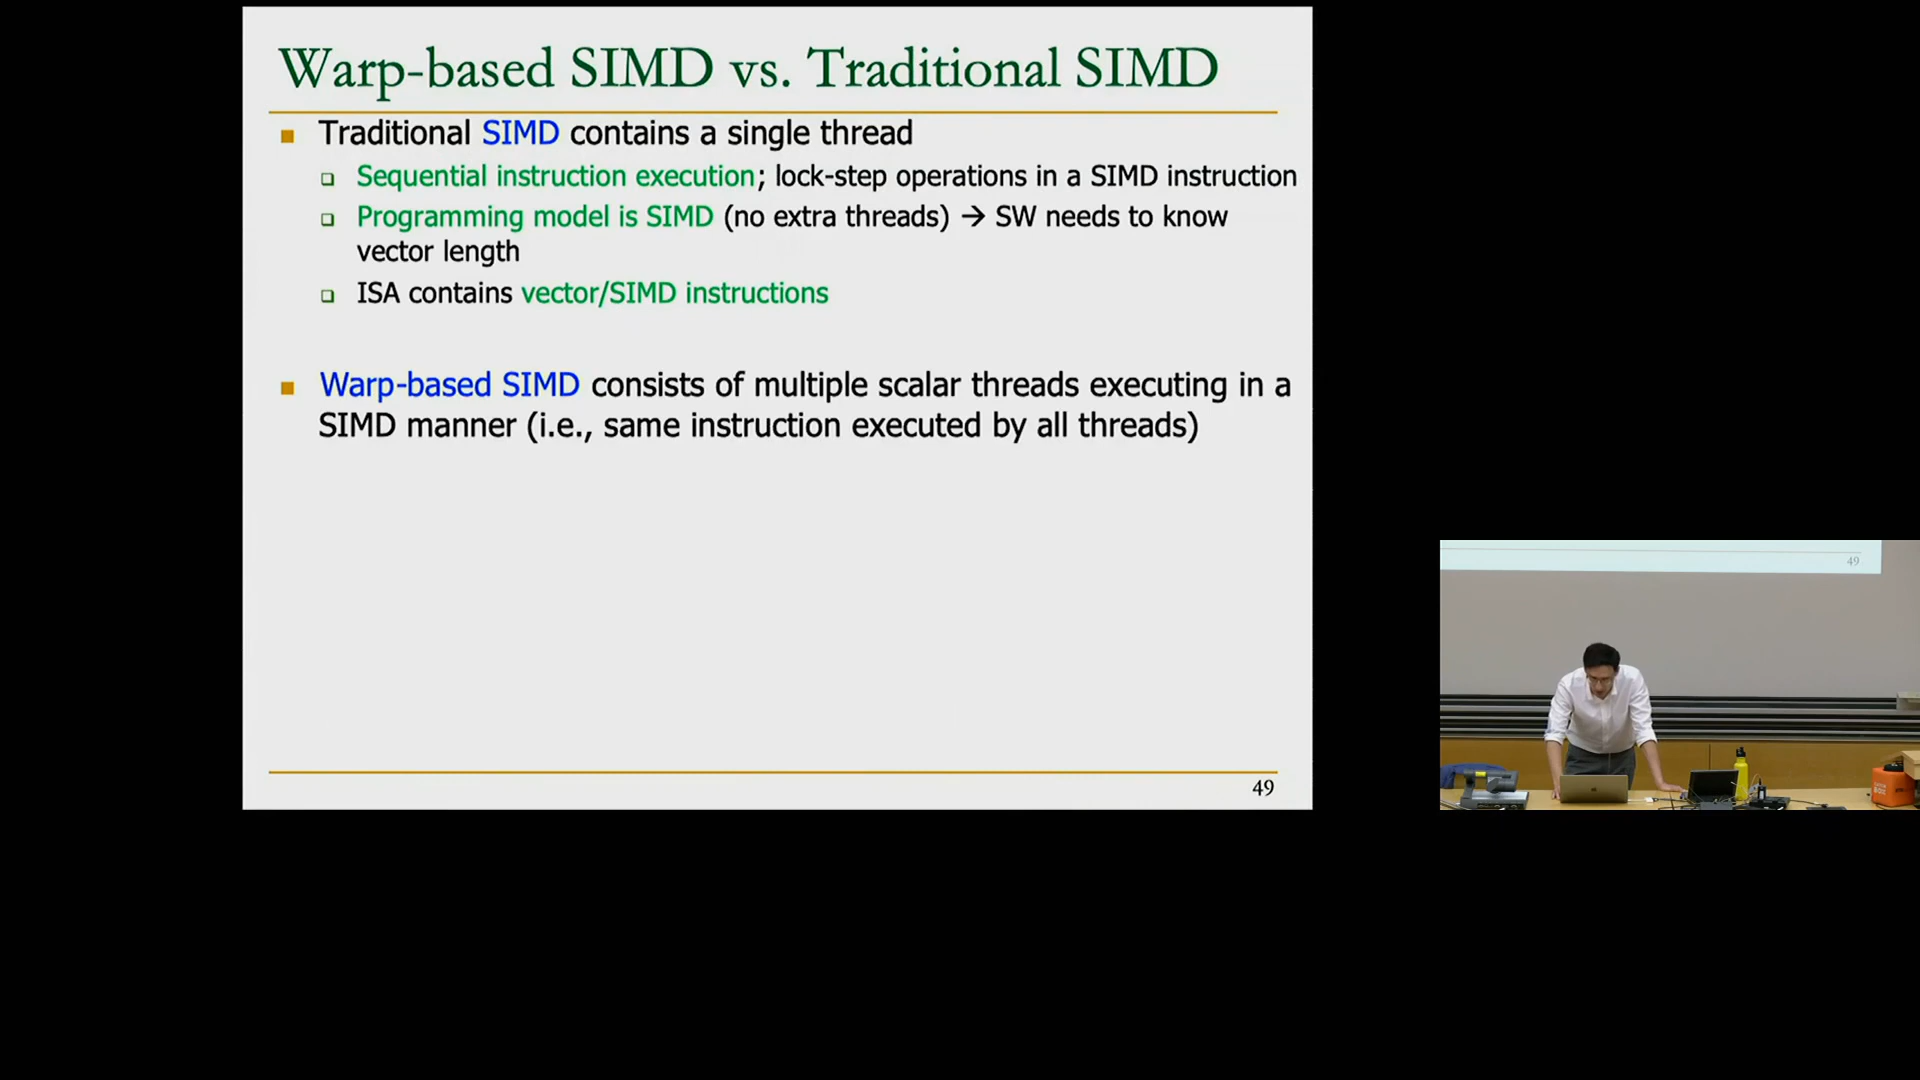 Warp-based SIMD vs. Traditional SIMD
Traditional SIMD contains a single thread
Sequential instruction execution; lock-step operations in a SIMD instruction
Programming model is SIMD (no extra threads) → SW needs to know
vector length
ISA contains vector/SIMD instructions
Warp-based SIMD consists of multiple scalar threads executing in a
SIMD manner (i.e., same instruction executed by all threads)
49
49